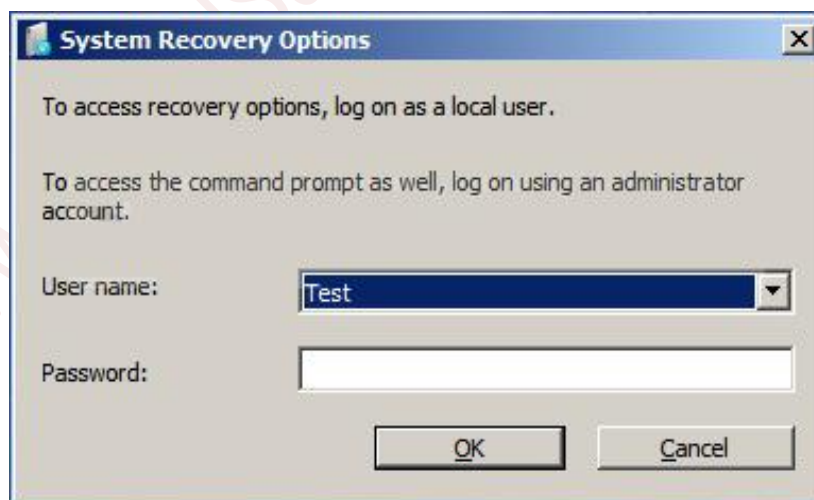 System Recovery Options
To access recovery options, log on as a local user.
To access the command prompt as well, log on using an administrator
account.
User name:
Test
Password:
OK
Cancel